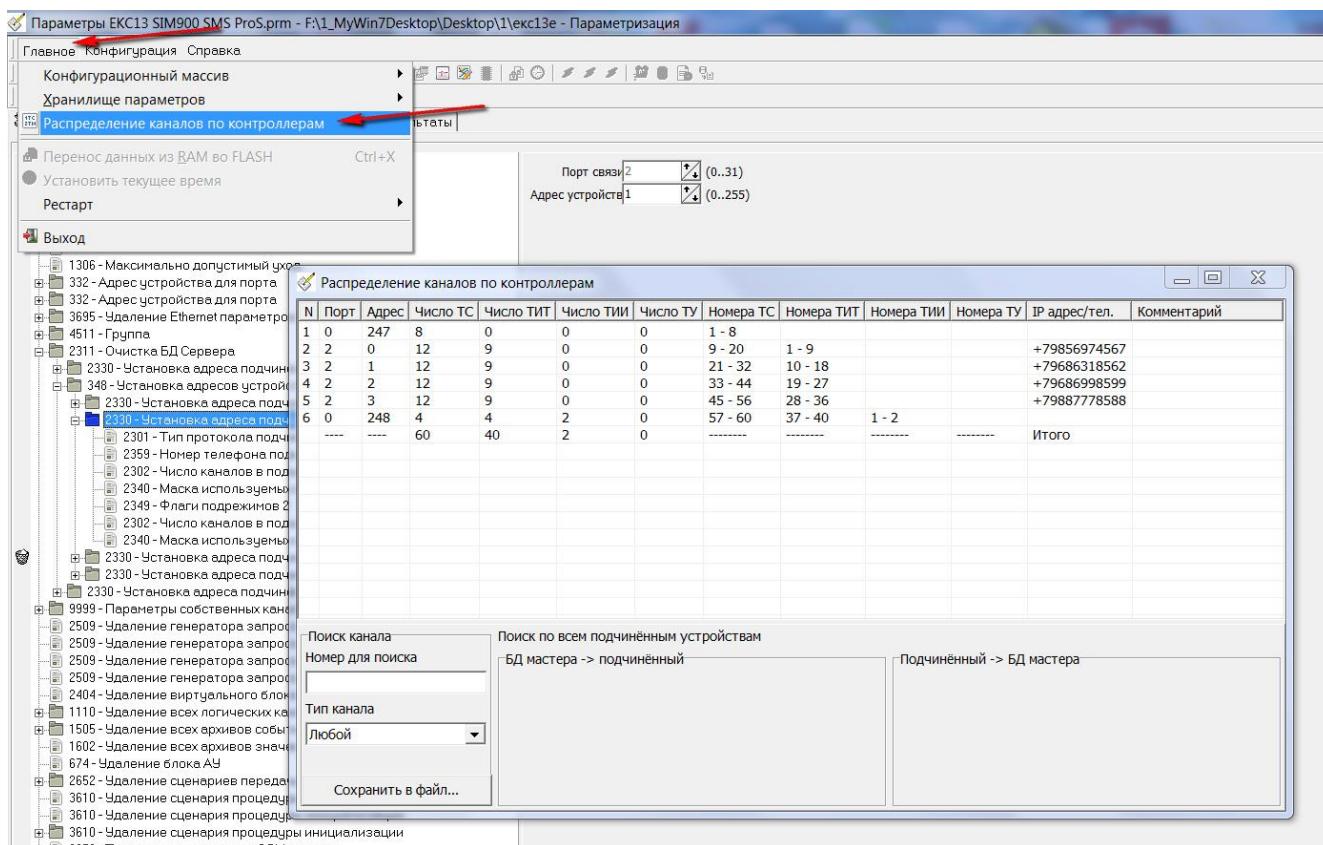 Параметры EKC13 SIM900 SMS ProS.prm - F:\1_MyWin7Desktop\Desktop\1\екс13е - Параметризация
Главное Конфигурация Справка
Конфигурационный массив
Хранилище параметров
Распределение каналов по контроллерам
ьтаты
Перенос данных из RAM во FLASH Ctrl+X
Установить текущее время
Рестарт
Выход
Порт связи 2 (0..31)
Адрес устройств 1 (0..255)
1306 - Максимально допустимый уход
332 - Адрес устройства для порта
332 - Адрес устройства для порта
3695 - Удаление Ethernet параметро
4511 - Группа
2311 - Очистка БД Сервера
2330 - Установка адреса подчин
348 - Установка адресов устрой
2330 - Установка адреса подч
2330 - Установка адреса подч
2301 - Тип протокола подчи
2359 - Номер телефона под
2302 - Число каналов в под
2340 - Маска используемых
2349 - Флаги подрежимов 2
2302 - Число каналов в под
2340 - Маска используемы
2330 - Установка адреса подч
2330 - Установка адреса подч
2330 - Установка адреса подчин
9999 - Параметры собственных кана
2509 - Удаление генератора запрос
2509 - Удаление генератора запрос
2509 - Удаление генератора запрос
2509 - Удаление генератора запрос
2404 - Удаление виртуального блок
1110 - Удаление всех логических ка
1505 - Удаление всех архивов событ
1602 - Удаление всех архивов значе
674 - Удаление блока АУ
2652 - Удаление сценариев переда
3610 - Удаление сценария процедур
3610 - Удаление сценария процедур
3610 - Удаление сценария процедуры инициализации
Распределение каналов по контроллерам
N Порт Адрес Число ТС Число ТИТ Число ТИИ Число ТУ Номера ТС Номера ТИТ Номера ТИИ Номера ТУ IP адрес/тел. Комментарий
1 0 247 8 0 0 0 1 - 8
2 2 0 12 9 0 0 9 - 20 1 - 9 +79856974567
3 2 1 12 9 0 0 21 - 32 10 - 18 +79686318562
4 2 2 12 9 0 0 33 - 44 19 - 27 +79686998599
5 2 3 12 9 0 0 45 - 56 28 - 36 +79887778588
6 0 248 4 4 2 0 57 - 60 37 - 40 1 - 2
---- ---- 60 40 2 0 -------- -------- -------- -------- Итого
Поиск канала
Номер для поиска
Тип канала
Любой
Сохранить в файл...
Поиск по всем подчинённым устройствам
БД мастера -> подчинённый
Подчинённый -> БД мастера